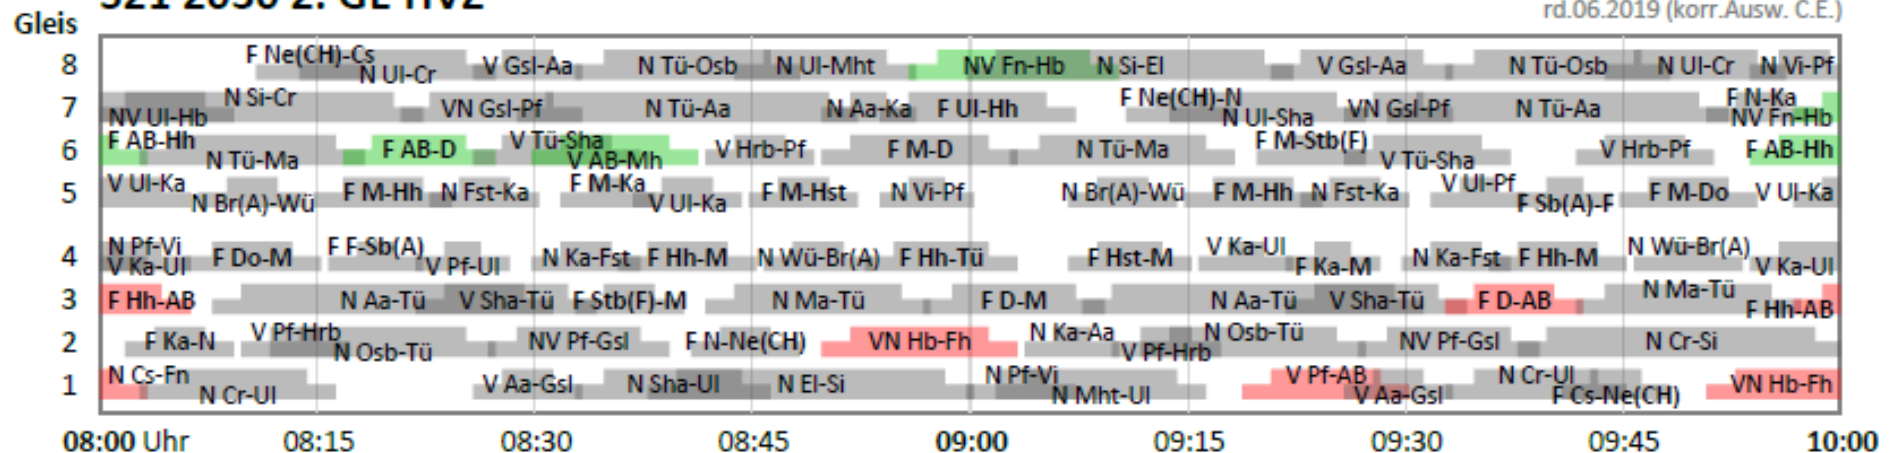 S21 2030 2. GE HVZ
Gleis
rd.06.2019 (korr.Ausw. C.E.)
8 F Ne(CH)-Cs N Ul-Cr V Gsl-Aa N Tü-Osb N Ul-Mht NV Fn-Hb N Si-El V Gsl-Aa N Tü-Osb N Ul-Cr N Vi-Pf
7 NV Ul-Hb N Si-Cr VN Gsl-Pf N Tü-Aa N Aa-Ka F Ul-Hh F Ne(CH)-N N Ul-Sha VN Gsl-Pf N Tü-Aa F N-Ka NV Fn-Hb
6 F AB-Hh N Tü-Ma F AB-D V Tü-Sha V AB-Mh V Hrb-Pf F M-D N Tü-Ma F M-Stb(F) V Tü-Sha V Hrb-Pf F AB-Hh
5 V Ul-Ka N Br(A)-Wü F M-Hh N Fst-Ka F M-Ka V Ul-Ka F M-Hst N Vi-Pf N Br(A)-Wü F M-Hh N Fst-Ka V Ul-Pf F Sb(A)-F F M-Do V Ul-Ka
4 N Pf-Vi V Ka-Ul F Do-M F F-Sb(A) V Pf-Ul N Ka-Fst F Hh-M N Wü-Br(A) F Hh-Tü F Hst-M V Ka-Ul F Ka-M N Ka-Fst F Hh-M N Wü-Br(A) V Ka-Ul
3 F Hh-AB N Aa-Tü V Sha-Tü F Stb(F)-M N Ma-Tü F D-M N Aa-Tü V Sha-Tü F D-AB N Ma-Tü F Hh-AB
2 F Ka-N V Pf-Hrb N Osb-Tü NV Pf-Gsl F N-Ne(CH) VN Hb-Fh N Ka-Aa V Pf-Hrb N Osb-Tü NV Pf-Gsl N Cr-Si
1 N Cs-Fn N Cr-Ul V Aa-Gsl N Sha-Ul N El-Si N Pf-Vi N Mht-Ul V Pf-AB V Aa-Gsl N Cr-Ul F Cs-Ne(CH) VN Hb-Fh
08:00 Uhr 08:15 08:30 08:45 09:00 09:15 09:30 09:45 10:00